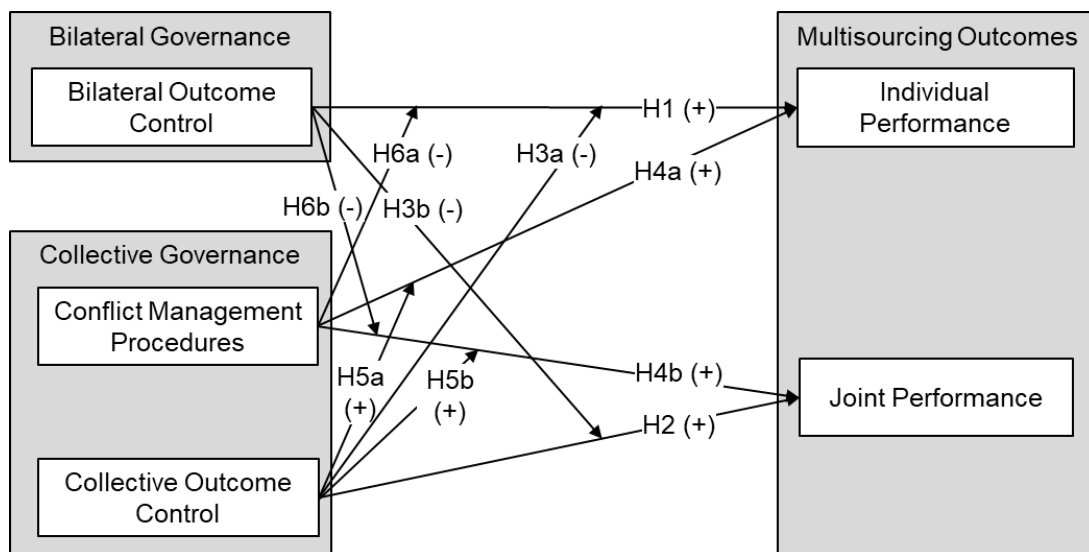 Bilateral Governance
Bilateral Outcome
Control
Collective Governance
Conflict Management
Procedures
Collective Outcome
Control
H1 (+)
H6a (-)
H3a (-)
H4a (+)
H6b (-)
H3b (-)
H5a
(+)
H5b
(+)
H4b (+)
H2 (+)
Multisourcing Outcomes
Individual
Performance
Joint Performance